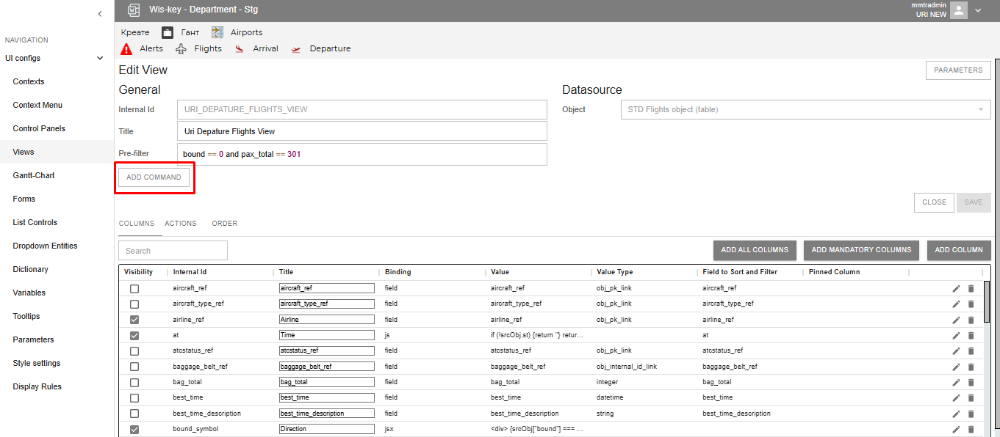 Wis-key - Department - Stg
mmtradmin
URI NEW
NAVIGATION
UI configs
Contexts
Context Menu
Control Panels
Views
Gantt-Chart
Forms
List Controls
Dropdown Entities
Dictionary
Variables
Tooltips
Parameters
Style settings
Display Rules
Креате Гант Airports
Alerts Flights Arrival Departure
Edit View
PARAMETERS
General
Internal Id URI_DEPATURE_FLIGHTS_VIEW
Title Uri Depature Flights View
Pre-filter bound == 0 and pax_total == 301
ADD COMMAND
Datasource
Object STD Flights object (table)
CLOSE SAVE
COLUMNS ACTIONS ORDER
Search
ADD ALL COLUMNS ADD MANDATORY COLUMNS ADD COLUMN
Visibility Internal Id Title Binding Value Value Type Field to Sort and Filter Pinned Column
aircraft_ref aircraft_ref field aircraft_ref obj_pk_link aircraft_ref
aircraft_type_ref aircraft_type_ref field aircraft_type_ref obj_pk_link aircraft_type_ref
airline_ref Airline field airline_ref obj_pk_link airline_ref
at Time js if (!srcObj.st) {return ''} retur... at
atcstatus_ref atcstatus_ref field atcstatus_ref obj_pk_link atcstatus_ref
baggage_belt_ref baggage_belt_ref field baggage_belt_ref obj_internal_id_link baggage_belt_ref
bag_total bag_total field bag_total integer bag_total
best_time best_time field best_time datetime best_time
best_time_description best_time_description field best_time_description string best_time_description
bound_symbol Direction jsx <div> {srcObj["bound"] === ...